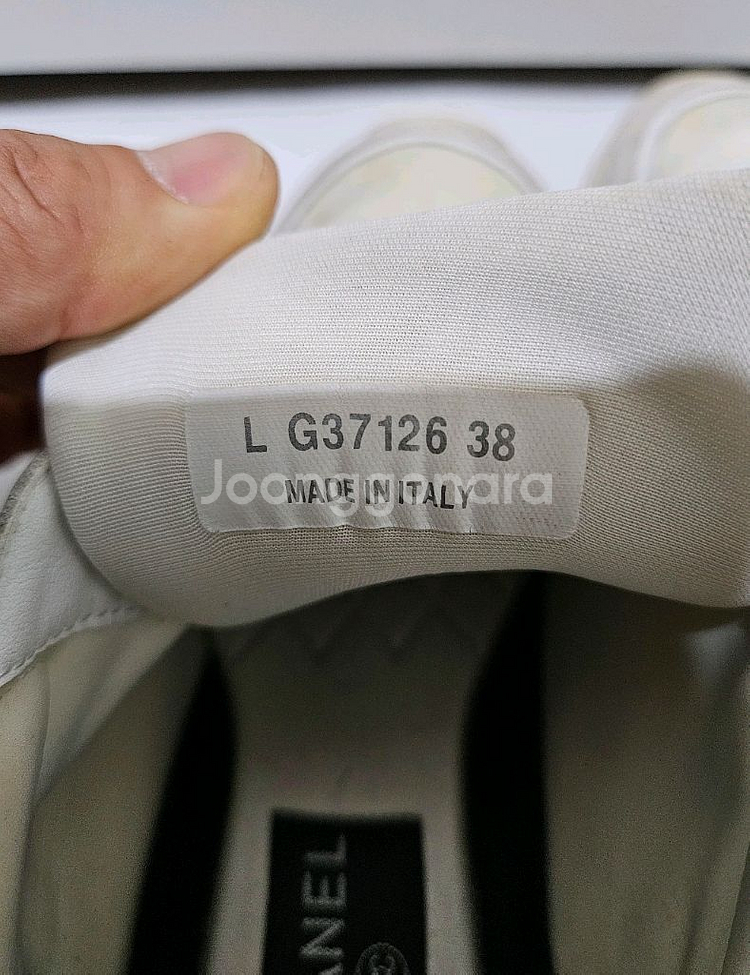 L G37126 38
MADE IN ITALY
Joonggonara
ANEL